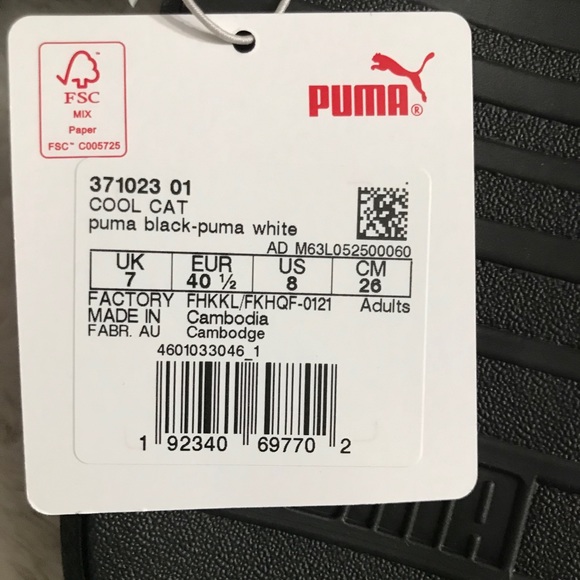 FSC
MIX
Paper
FSC™ C005725
PUMA®
371023 01
COOL CAT
puma black-puma white
AD M63L052500060
UK EUR US CM
7 40 ½ 8 26
FACTORY FHKKL/FKHQF-0121 Adults
MADE IN Cambodia
FABR. AU Cambodge
4601033046_1
1 92340 69770 2